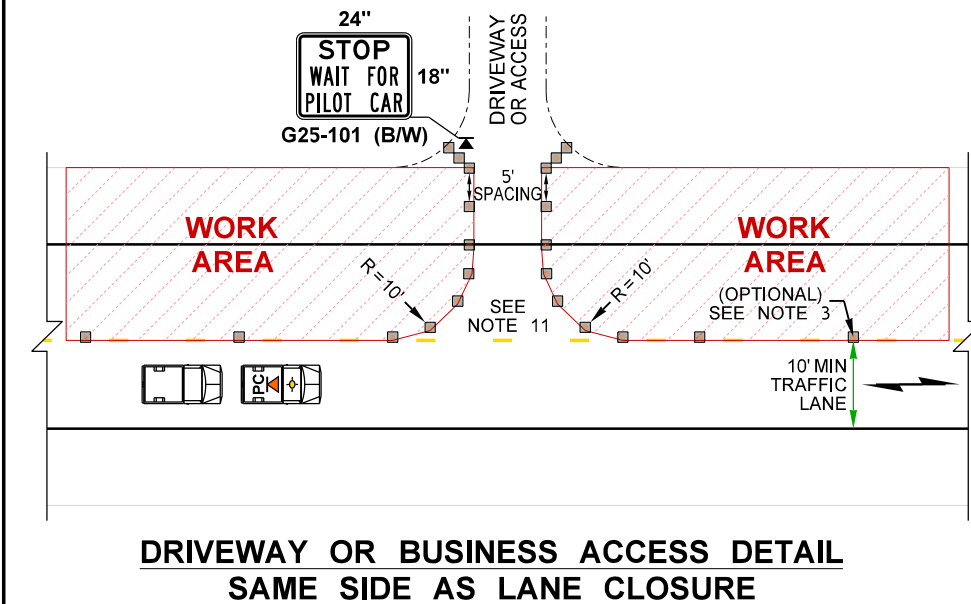 24"
STOP
WAIT FOR
PILOT CAR
18"
G25-101 (B/W)
DRIVEWAY
OR ACCESS
5'
SPACING
WORK
AREA
WORK
AREA
R=10'
R=10'
SEE
NOTE 11
(OPTIONAL)
SEE NOTE 3
10' MIN
TRAFFIC
LANE
PC
DRIVEWAY OR BUSINESS ACCESS DETAIL
SAME SIDE AS LANE CLOSURE